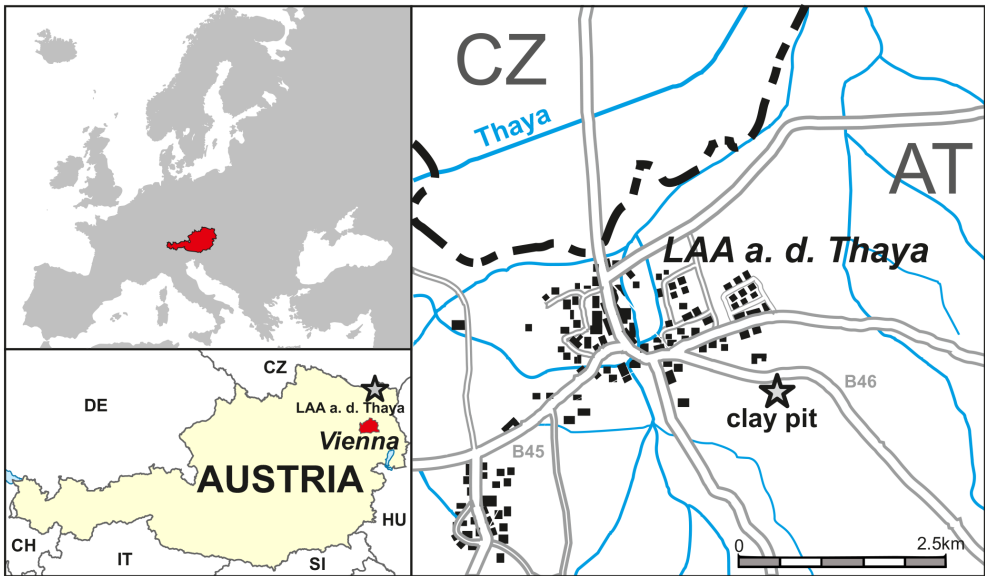 CZ
DE
LAA a. d. Thaya
Vienna
AUSTRIA
HU
CH
IT
SI
CZ
Thaya
AT
LAA a. d. Thaya
B46
clay pit
B45
0
2.5km